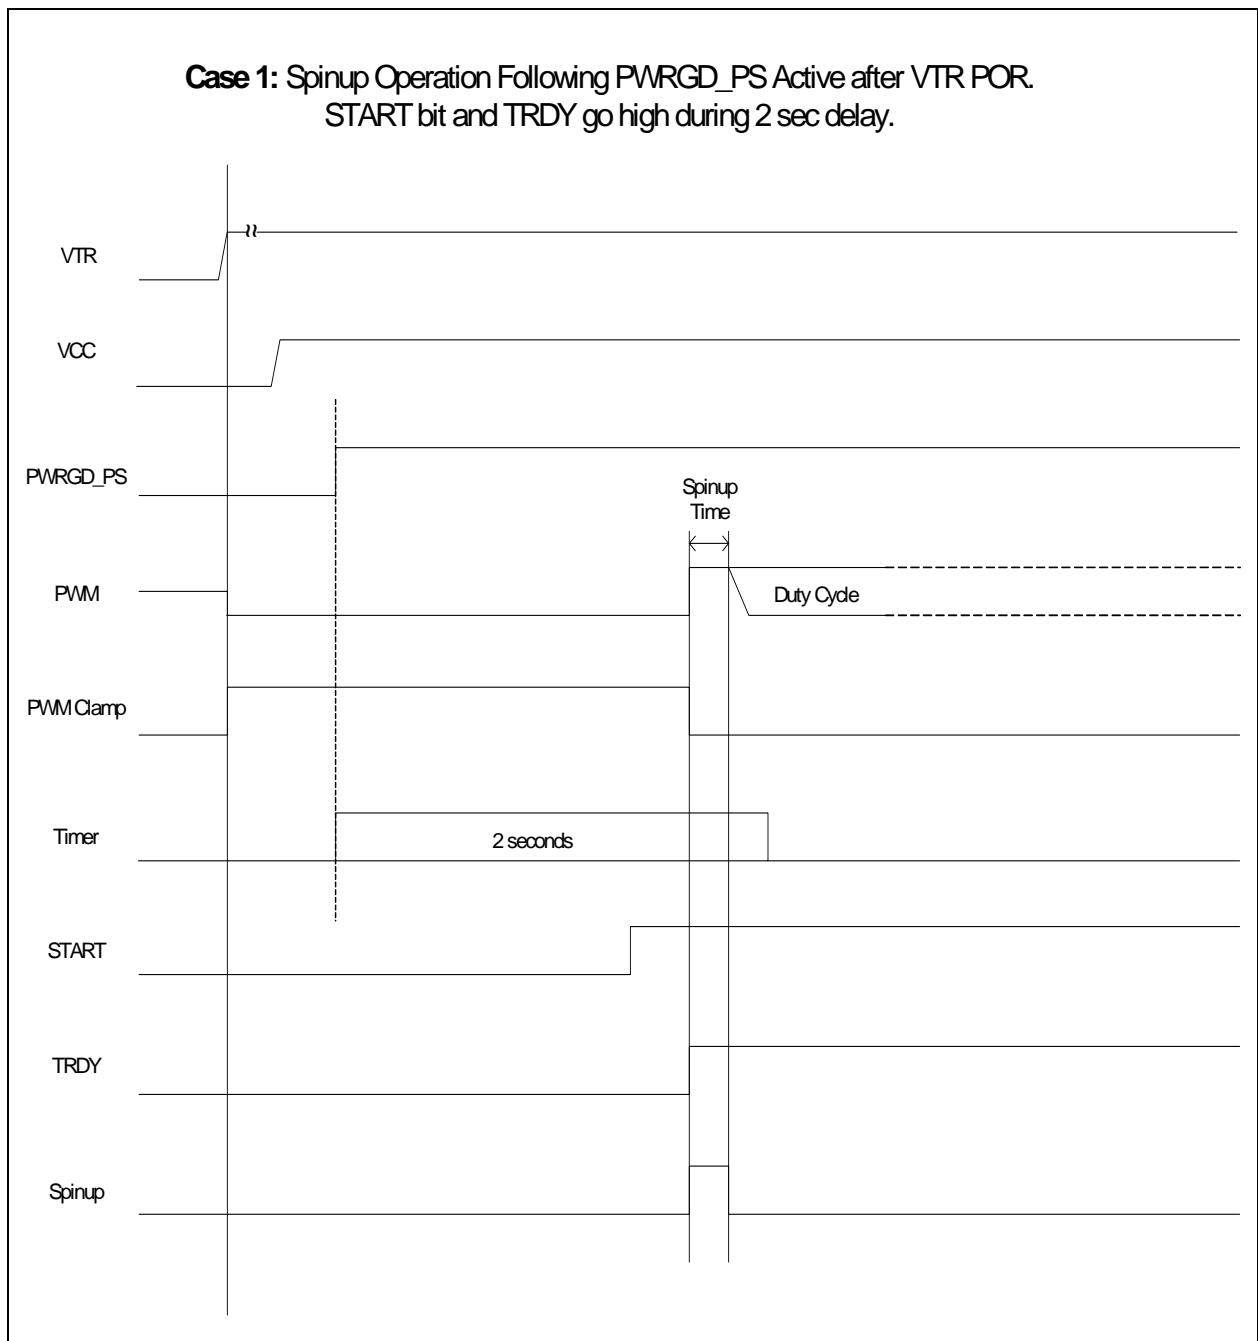 Case 1: Spinup Operation Following PWRGD_PS Active after VTR POR.
START bit and TRDY go high during 2 sec delay.
VTR
VCC
PWRGD_PS
Spinup
Time
PWM
Duty Cycle
PWM Clamp
Timer
2 seconds
START
TRDY
Spinup